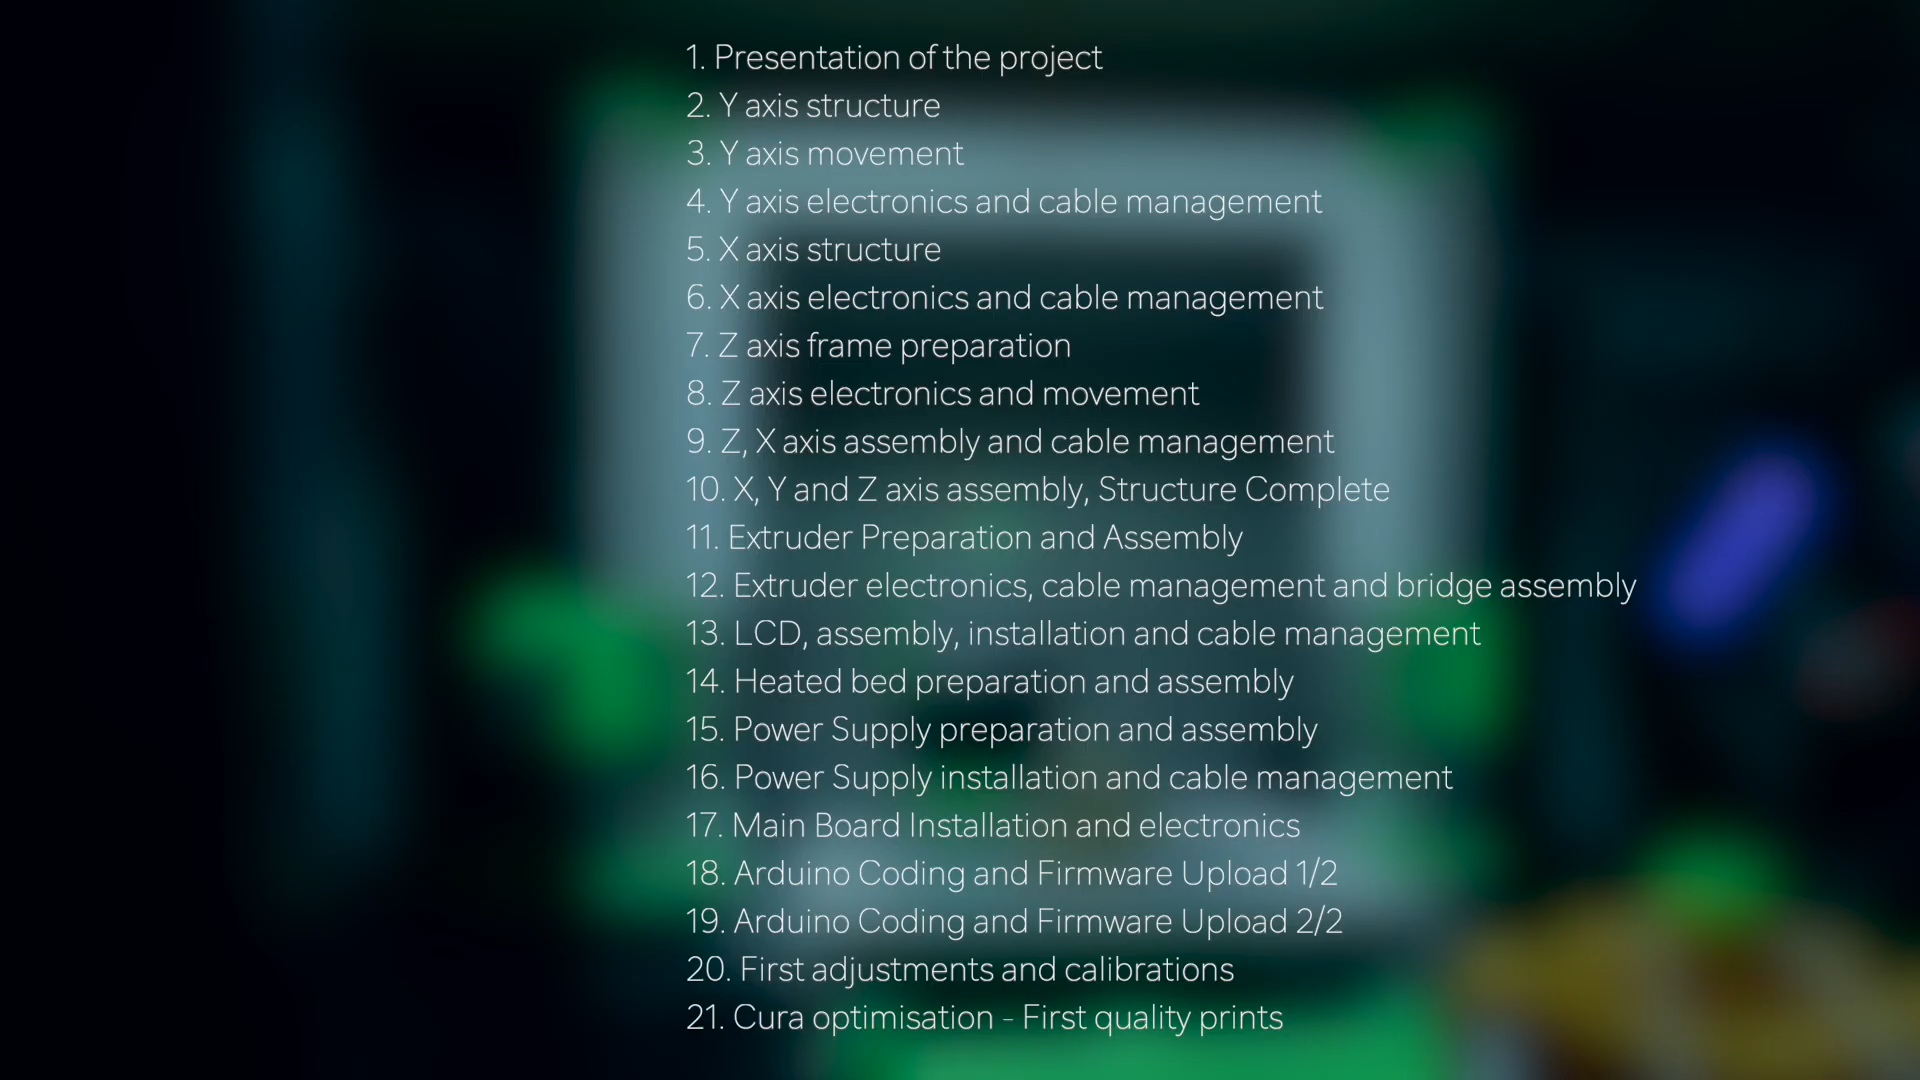 1. Presentation of the project
2. Y axis structure
3. Y axis movement
4. Y axis electronics and cable management
5. X axis structure
6. X axis electronics and cable management
7. Z axis frame preparation
8. Z axis electronics and movement
9. Z, X axis assembly and cable management
10. X, Y and Z axis assembly, Structure Complete
11. Extruder Preparation and Assembly
12. Extruder electronics, cable management and bridge assembly
13. LCD, assembly, installation and cable management
14. Heated bed preparation and assembly
15. Power Supply preparation and assembly
16. Power Supply installation and cable management
17. Main Board Installation and electronics
18. Arduino Coding and Firmware Upload 1/2
19. Arduino Coding and Firmware Upload 2/2
20. First adjustments and calibrations
21. Cura optimisation - First quality prints